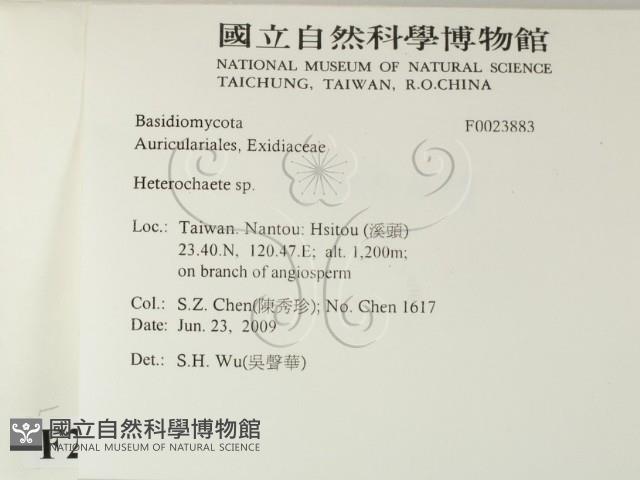 國立自然科學博物館
NATIONAL MUSEUM OF NATURAL SCIENCE
TAICHUNG, TAIWAN, R.O.CHINA
Basidiomycota F0023883
Auriculariales, Exidiaceae
Heterochaete sp.
Loc.: Taiwan. Nantou: Hsitou (溪頭)
23.40.N, 120.47.E; alt. 1,200m;
on branch of angiosperm
Col.: S.Z. Chen(陳秀珍); No. Chen 1617
Date: Jun. 23, 2009
Det.: S.H. Wu(吳聲華)
F2
國立自然科學博物館
NATIONAL MUSEUM OF NATURAL SCIENCE